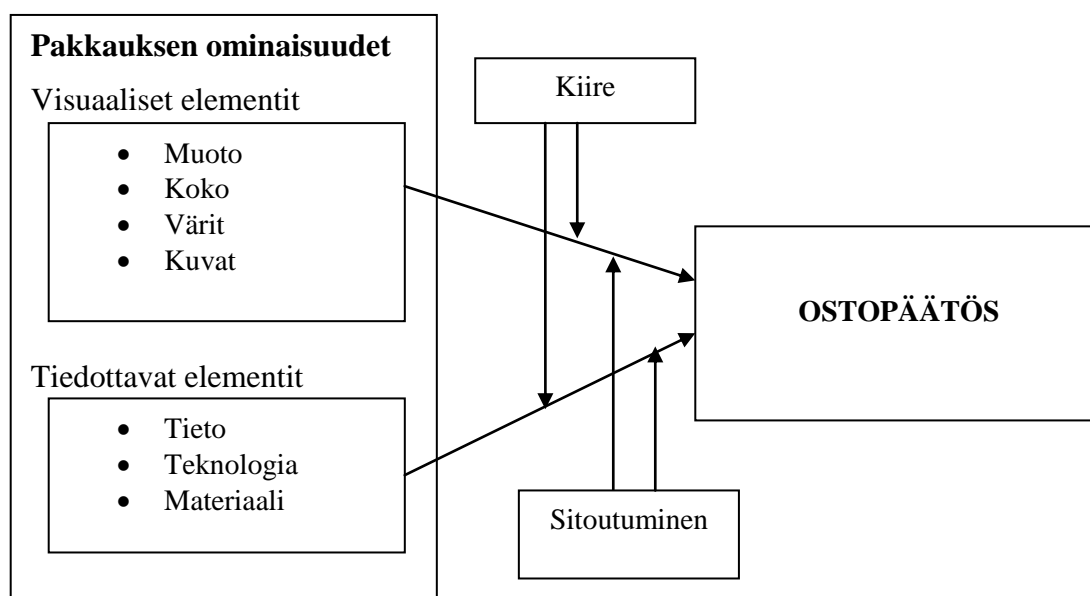 Pakkauksen ominaisuudet
Visuaaliset elementit
• Muoto
• Koko
• Värit
• Kuvat
Tiedottavat elementit
• Tieto
• Teknologia
• Materiaali
Kiire
Sitoutuminen
OSTOPÄÄTÖS